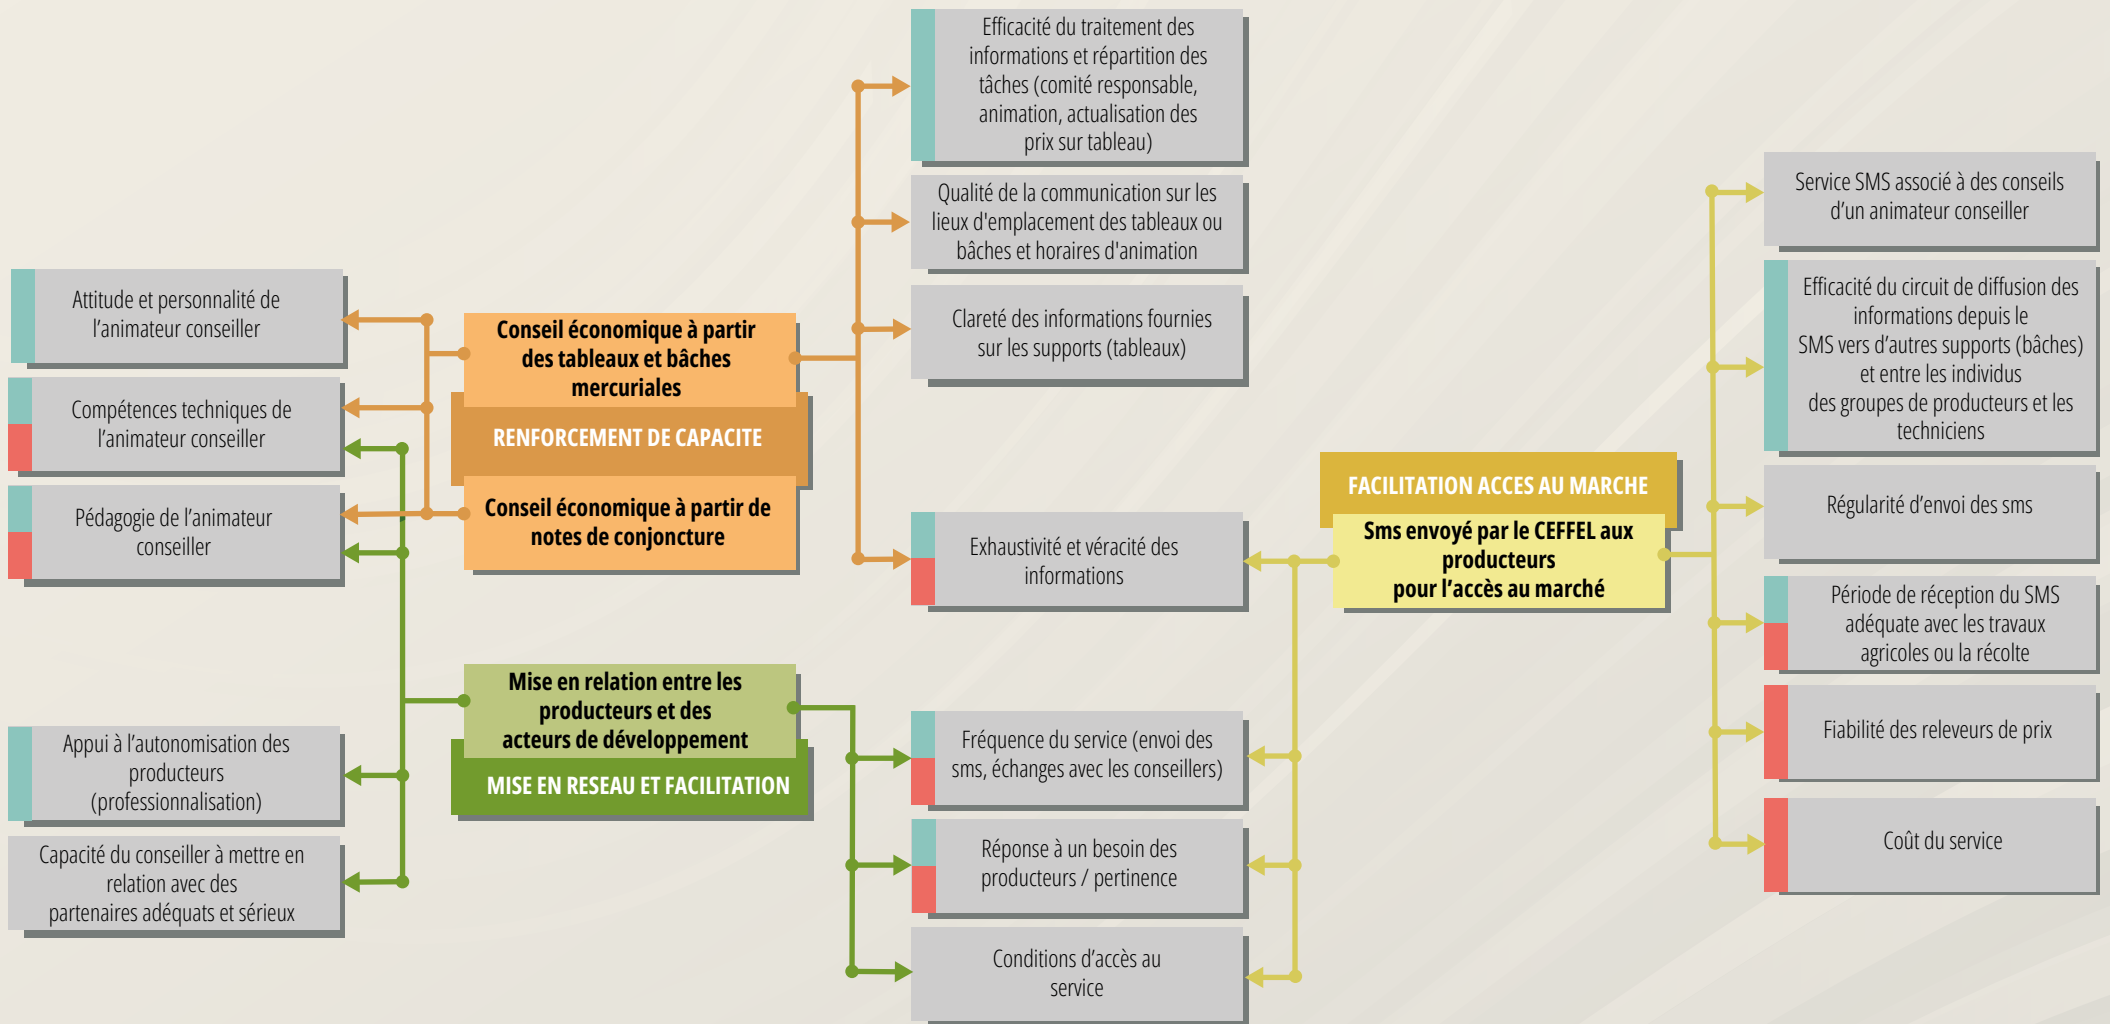 Attitude et personnalité de
l'animateur conseiller
Compétences techniques de
l'animateur conseiller
Pédagogie de l'animateur
conseiller
Appui à l'autonomisation des
producteurs
(professionnalisation)
Capacité du conseiller à mettre en
relation avec des
partenaires adéquats et sérieux
Conseil économique à partir
des tableaux et bâches
mercuriales
RENFORCEMENT DE CAPACITE
Conseil économique à partir de
notes de conjoncture
Mise en relation entre les
producteurs et des
acteurs de développement
MISE EN RESEAU ET FACILITATION
Efficacité du traitement des
informations et répartition des
tâches (comité responsable,
animation, actualisation des
prix sur tableau)
Qualité de la communication sur les
lieux d'emplacement des tableaux ou
bâches et horaires d'animation
Clareté des informations fournies
sur les supports (tableaux)
Exhaustivité et véracité des
informations
Fréquence du service (envoi des
sms, échanges avec les conseillers)
Réponse à un besoin des
producteurs / pertinence
Conditions d'accès au
service
FACILITATION ACCES AU MARCHE
Sms envoyé par le CEFFEL aux
producteurs
pour l'accès au marché
Service SMS associé à des conseils
d'un animateur conseiller
Efficacité du circuit de diffusion des
informations depuis le
SMS vers d'autres supports (bâches)
et entre les individus
des groupes de producteurs et les
techniciens
Régularité d'envoi des sms
Période de réception du SMS
adéquate avec les travaux
agricoles ou la récolte
Fiabilité des releveurs de prix
Coût du service